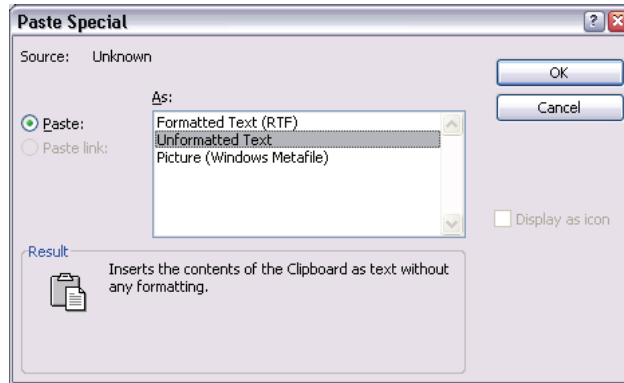 Paste Special
Source: Unknown
As:
Paste:
Paste link:
Formatted Text (RTF)
Unformatted Text
Picture (Windows Metafile)
OK
Cancel
Display as icon
Result
Inserts the contents of the Clipboard as text without
any formatting.